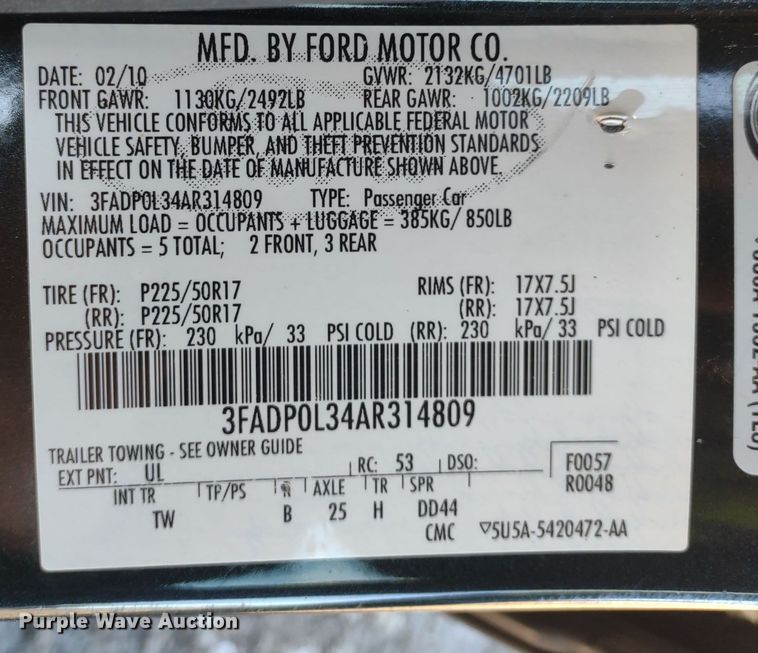 MFD. BY FORD MOTOR CO.
DATE: 02/10 GVWR: 2132KG/4701LB
FRONT GAWR: 1130KG/2492LB REAR GAWR: 1002KG/2209LB
THIS VEHICLE CONFORMS TO ALL APPLICABLE FEDERAL MOTOR
VEHICLE SAFETY, BUMPER, AND THEFT PREVENTION STANDARDS
IN EFFECT ON THE DATE OF MANUFACTURE SHOWN ABOVE.
VIN: 3FADP0L34AR314809 TYPE: Passenger Car
MAXIMUM LOAD = OCCUPANTS + LUGGAGE = 385KG/ 850LB
OCCUPANTS = 5 TOTAL; 2 FRONT, 3 REAR
TIRE (FR): P225/50R17 RIMS (FR): 17X7.5J
(RR): P225/50R17 (RR): 17X7.5J
PRESSURE (FR): 230 kPa/ 33 PSI COLD (RR): 230 kPa/ 33 PSI COLD
3FADP0L34AR314809
TRAILER TOWING - SEE OWNER GUIDE
EXT PNT: UL RC: 53 DSO: F0057
R0048
INT TR TP/PS R AXLE TR SPR
TW B 25 H DD44
CMC ▽5U5A-5420472-AA
Purple Wave Auction